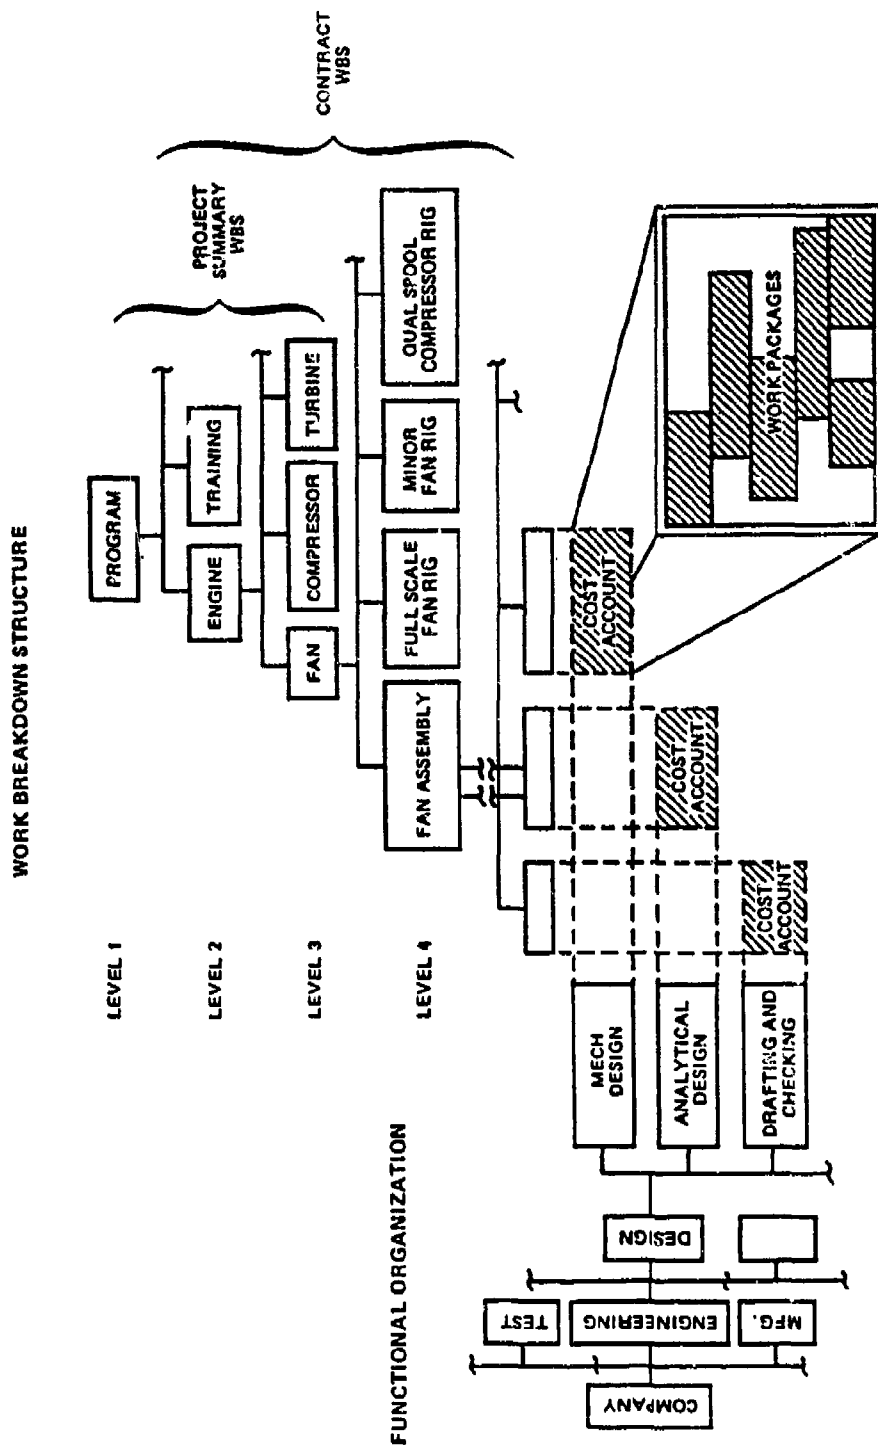 WORK BREAKDOWN STRUCTURE
LEVEL 1
PROGRAM
PROJECT
SUMMARY
WBS
CONTRACT
WBS
LEVEL 2
ENGINE
TRAINING
LEVEL 3
FAN
COMPRESSOR
TURBINE
LEVEL 4
FAN ASSEMBLY
FULL SCALE
FAN RIG
MINOR
FAN RIG
QUAL SPOOL
COMPRESSOR RIG
FUNCTIONAL ORGANIZATION
COMPANY
TEST
ENGINEERING
MFG.
DESIGN
MECH
DESIGN
COST
ACCOUNT
ANALYTICAL
DESIGN
COST
ACCOUNT
DRAFTING AND
CHECKING
COST
ACCOUNT
WORK PACKAGES